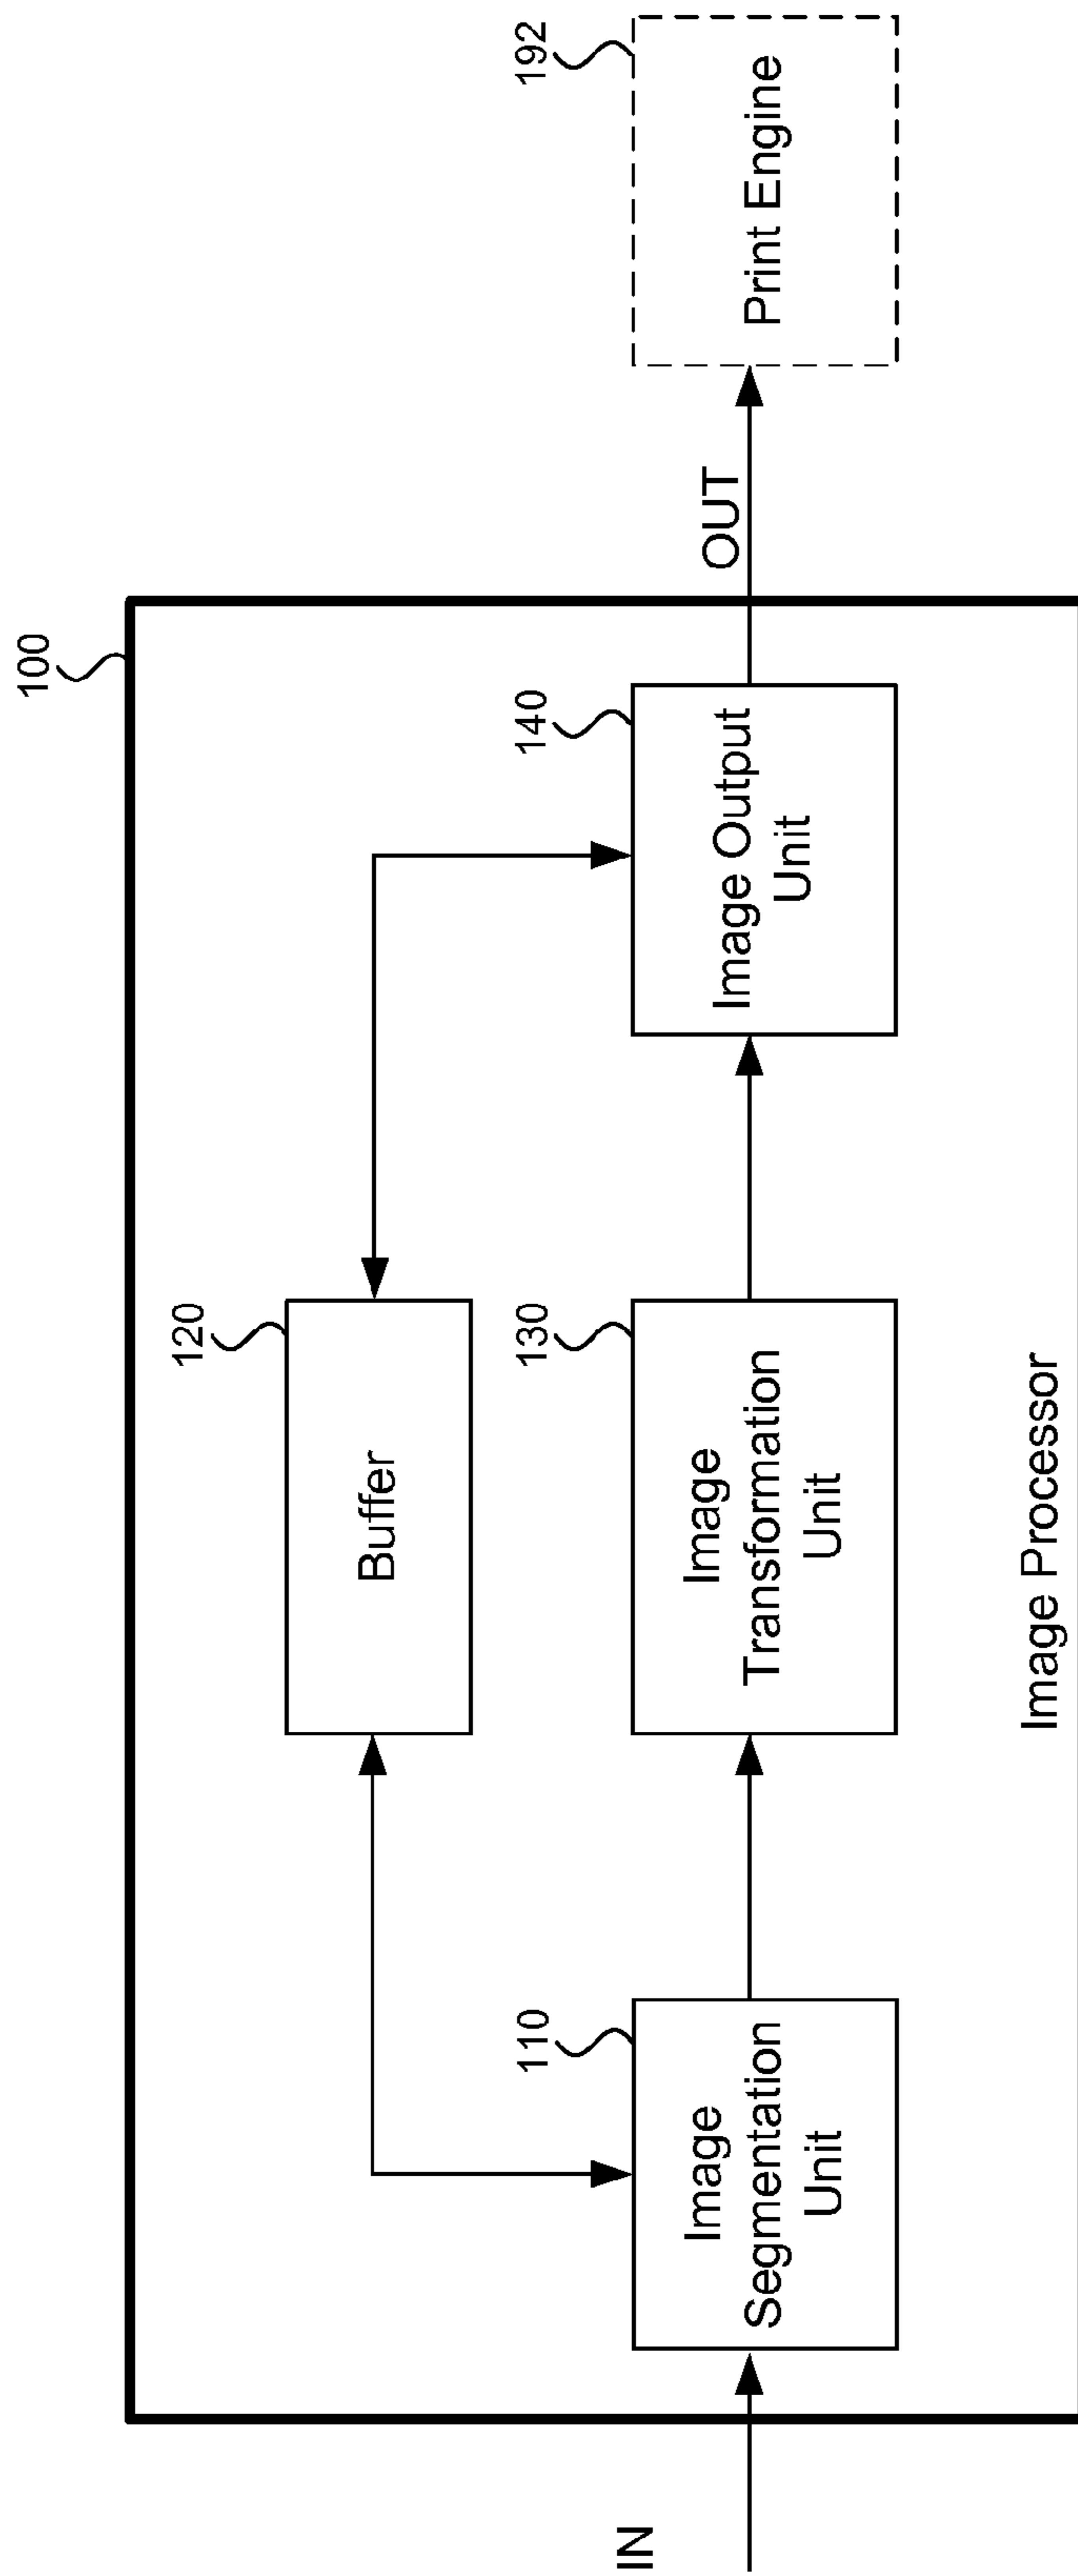 100
120
Buffer
IN
110
Image
Segmentation
Unit
130
Image
Transformation
Unit
140
Image Output
Unit
OUT
192
Print Engine
Image Processor